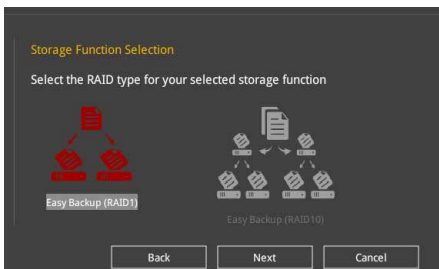 Storage Function Selection
Select the RAID type for your selected storage function
Easy Backup (RAID1)
Easy Backup (RAID10)
Back
Next
Cancel